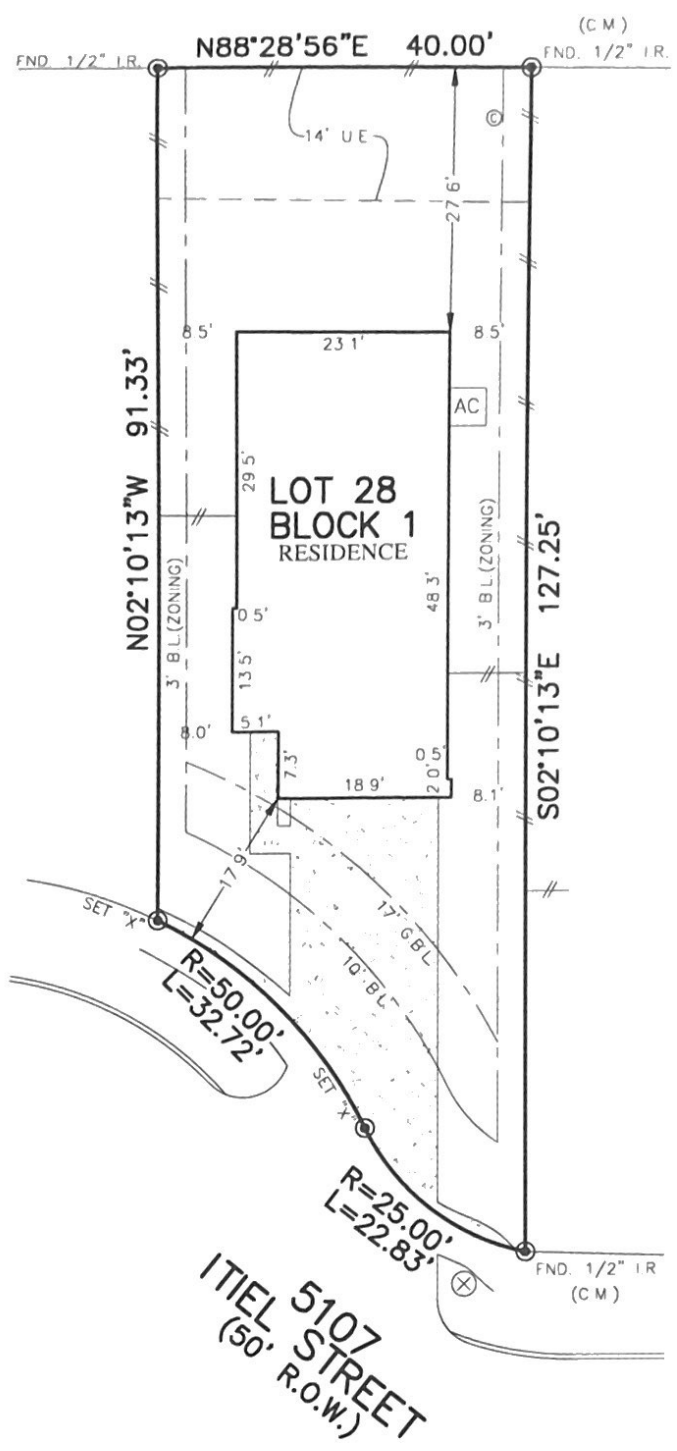 (CM)
N88°28'56"E 40.00'
FND. 1/2" I.R.
FND. 1/2" I.R.
©
14' UE
27 6'
8 5'
23 1'
8 5'
AC
N02°10'13"W 91.33'
29 5'
LOT 28
BLOCK 1
RESIDENCE
3' B.L.(ZONING)
48 3'
3' B L (ZONING)
S02°10'13"E 127.25'
0 5'
13 5'
8.0'
5 1'
7.3'
18 9'
0 5'
2 0'
8.1'
17 9'
SET "X"
17' GBL
10' BL
R=50.00'
L=32.72'
SET "X"
R=25.00'
L=22.83'
FND. 1/2" I R
(C M)
5107
ITIEL STREET
(50' R.O.W.)